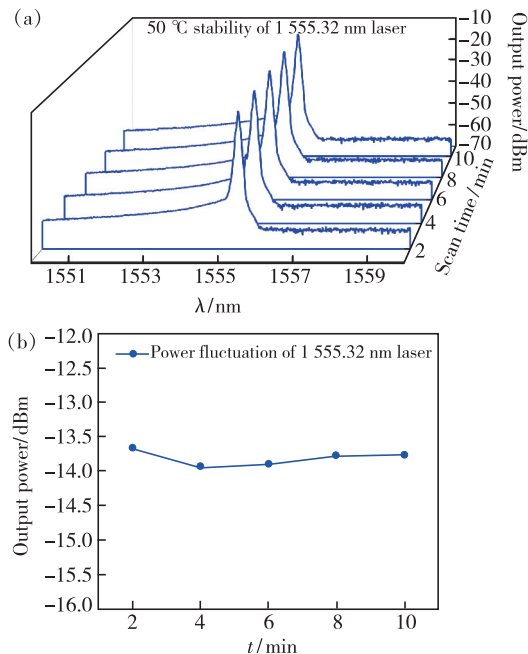 (a)
50 ℃ stability of 1 555.32 nm laser
-10
-20
-30
-40
-50
-60
-70
Output power/dBm
10
8
6
4
2
Scan time/min
1551 1553 1555 1557 1559
λ/nm
(b)
Power fluctuation of 1 555.32 nm laser
-12.0
-12.5
-13.0
-13.5
-14.0
-14.5
-15.0
-15.5
-16.0
Output power/dBm
2 4 6 8 10
t/min